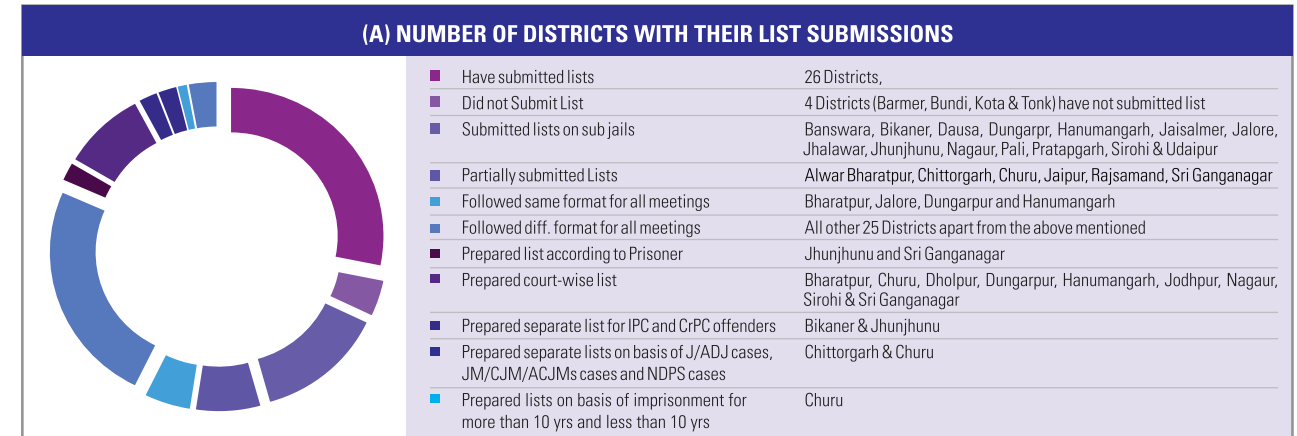 (A) NUMBER OF DISTRICTS WITH THEIR LIST SUBMISSIONS
Have submitted lists 26 Districts,
Did not Submit List 4 Districts (Barmer, Bundi, Kota & Tonk) have not submitted list
Submitted lists on sub jails Banswara, Bikaner, Dausa, Dungarpr, Hanumangarh, Jaisalmer, Jalore,
Jhalawar, Jhunjhunu, Nagaur, Pali, Pratapgarh, Sirohi & Udaipur
Partially submitted Lists Alwar Bharatpur, Chittorgarh, Churu, Jaipur, Rajsamand, Sri Ganganagar
Followed same format for all meetings Bharatpur, Jalore, Dungarpur and Hanumangarh
Followed diff. format for all meetings All other 25 Districts apart from the above mentioned
Prepared list according to Prisoner Jhunjhunu and Sri Ganganagar
Prepared court-wise list Bharatpur, Churu, Dholpur, Dungarpur, Hanumangarh, Jodhpur, Nagaur,
Sirohi & Sri Ganganagar
Prepared separate list for IPC and CrPC offenders Bikaner & Jhunjhunu
Prepared separate lists on basis of J/ADJ cases, Chittorgarh & Churu
JM/CJM/ACJMs cases and NDPS cases
Prepared lists on basis of imprisonment for Churu
more than 10 yrs and less than 10 yrs